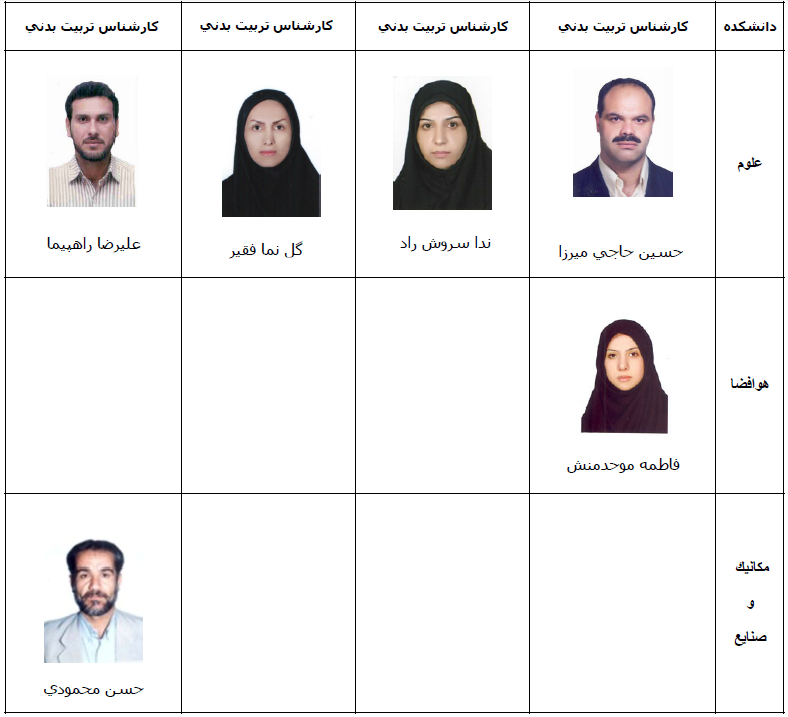 دانشکده
كارشناس تربيت بدني
كارشناس تربيت بدني
كارشناس تربيت بدني
كارشناس تربيت بدني
علوم
حسين حاجي ميرزا
ندا سروش راد
گل نما فقير
عليرضا راهپيما
هوافضا
فاطمه موحدمنش
مكانيك
و
صنايع
حسن محمودي